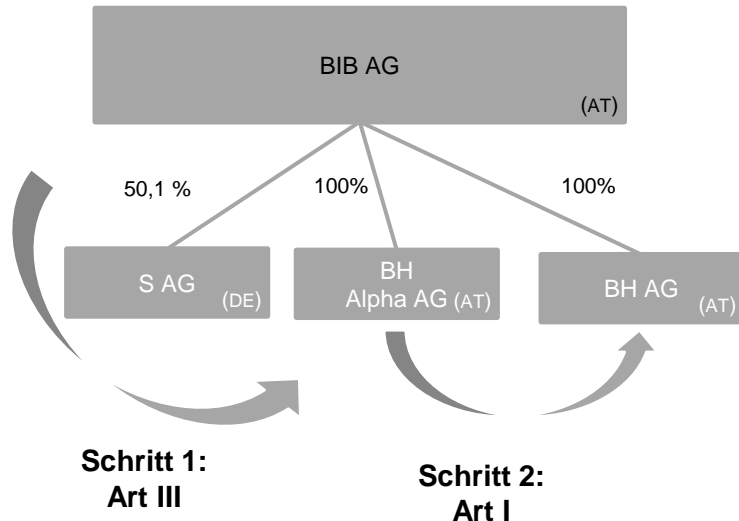 BIB AG
(AT)
50,1 %
100%
100%
S AG
(DE)
BH
Alpha AG (AT)
BH AG
(AT)
Schritt 1:
Art III
Schritt 2:
Art I